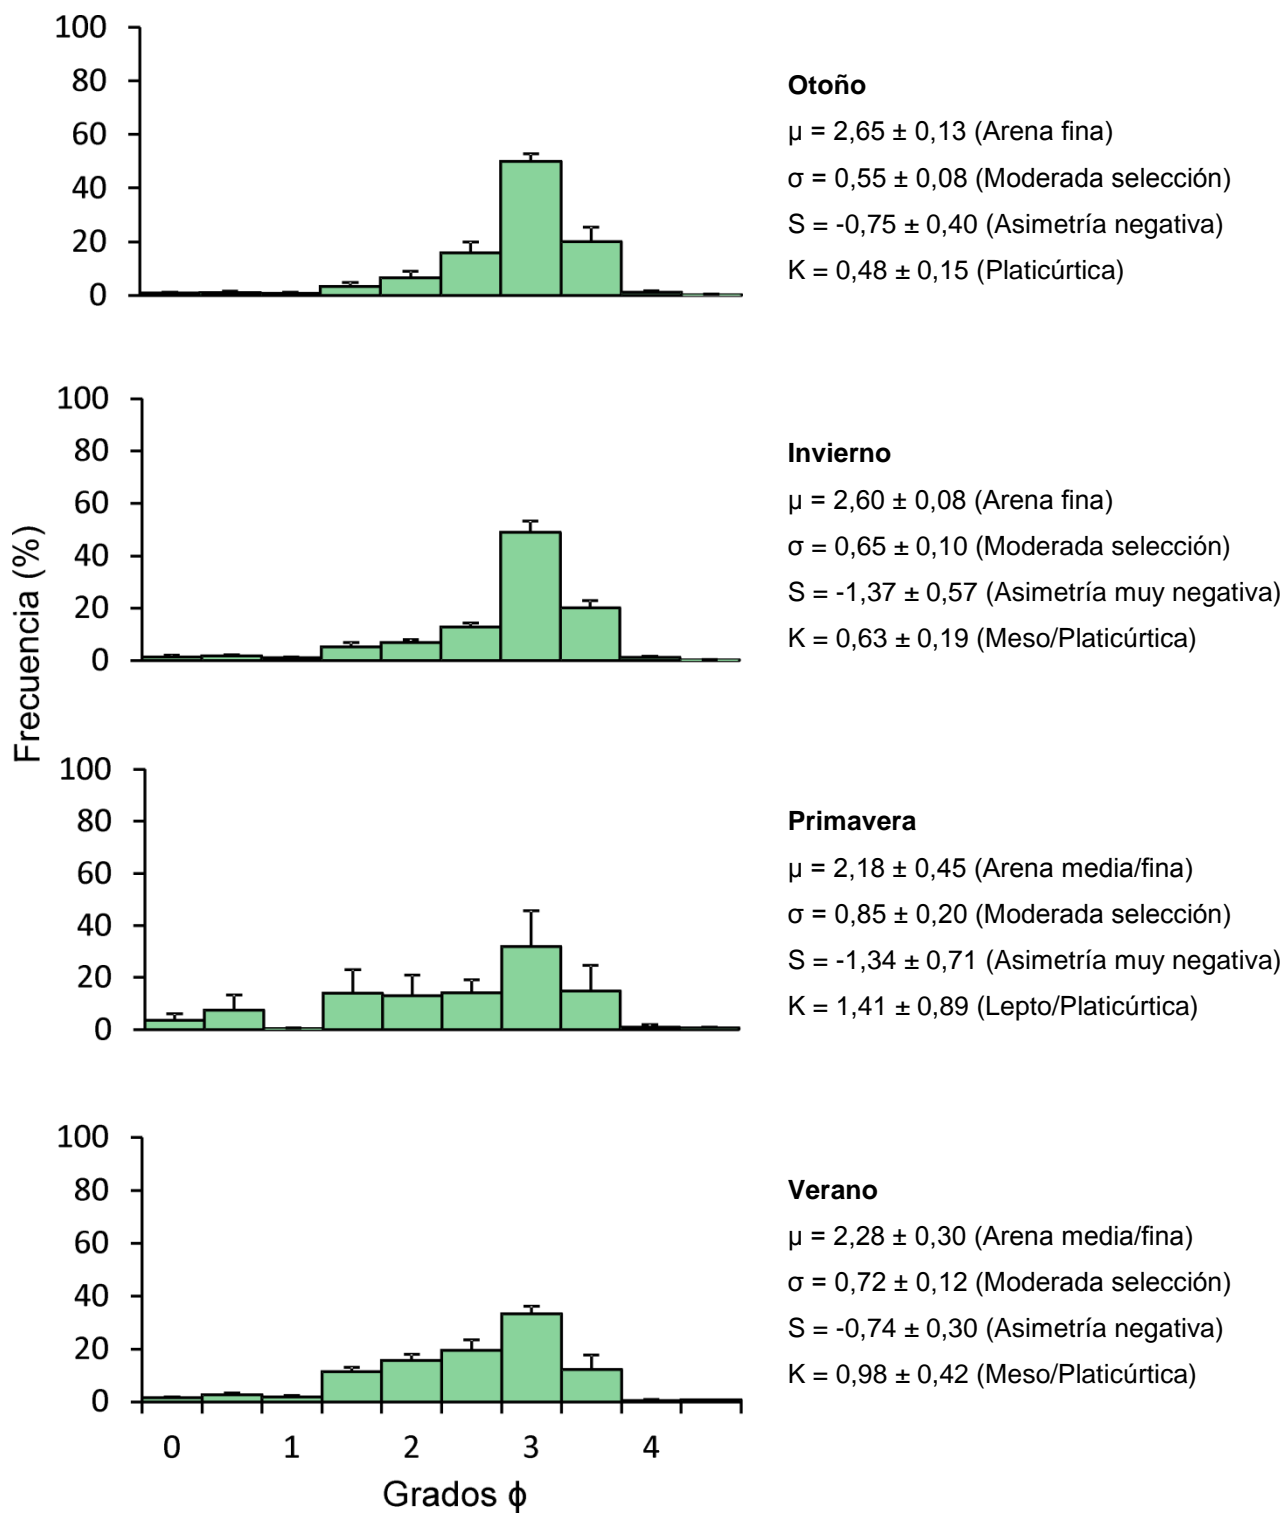 Frecuencia (%)
100
80
60
40
20
0
Otoño
μ = 2,65 ± 0,13 (Arena fina)
σ = 0,55 ± 0,08 (Moderada selección)
S = -0,75 ± 0,40 (Asimetría negativa)
K = 0,48 ± 0,15 (Platicúrtica)
100
80
60
40
20
0
Invierno
μ = 2,60 ± 0,08 (Arena fina)
σ = 0,65 ± 0,10 (Moderada selección)
S = -1,37 ± 0,57 (Asimetría muy negativa)
K = 0,63 ± 0,19 (Meso/Platicúrtica)
100
80
60
40
20
0
Primavera
μ = 2,18 ± 0,45 (Arena media/fina)
σ = 0,85 ± 0,20 (Moderada selección)
S = -1,34 ± 0,71 (Asimetría muy negativa)
K = 1,41 ± 0,89 (Lepto/Platicúrtica)
100
80
60
40
20
0
Verano
μ = 2,28 ± 0,30 (Arena media/fina)
σ = 0,72 ± 0,12 (Moderada selección)
S = -0,74 ± 0,30 (Asimetría negativa)
K = 0,98 ± 0,42 (Meso/Platicúrtica)
0 1 2 3 4
Grados ϕ